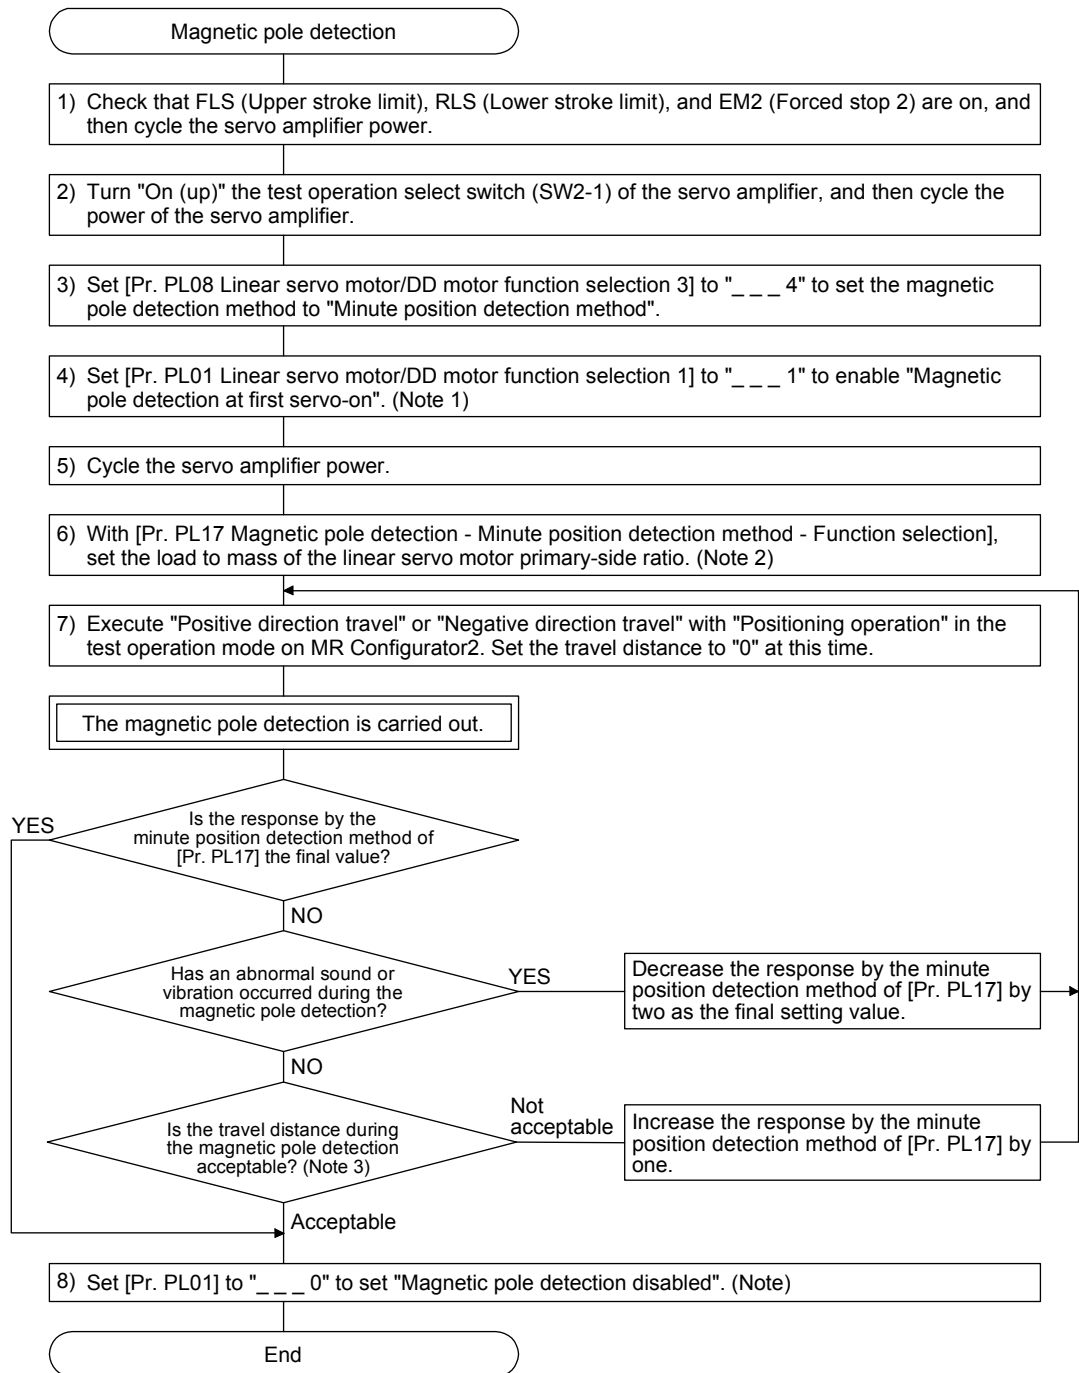 Magnetic pole detection
1) Check that FLS (Upper stroke limit), RLS (Lower stroke limit), and EM2 (Forced stop 2) are on, and
then cycle the servo amplifier power.
2) Turn "On (up)" the test operation select switch (SW2-1) of the servo amplifier, and then cycle the
power of the servo amplifier.
3) Set [Pr. PL08 Linear servo motor/DD motor function selection 3] to "_ _ _ 4" to set the magnetic
pole detection method to "Minute position detection method".
4) Set [Pr. PL01 Linear servo motor/DD motor function selection 1] to "_ _ _ 1" to enable "Magnetic
pole detection at first servo-on". (Note 1)
5) Cycle the servo amplifier power.
6) With [Pr. PL17 Magnetic pole detection - Minute position detection method - Function selection],
set the load to mass of the linear servo motor primary-side ratio. (Note 2)
7) Execute "Positive direction travel" or "Negative direction travel" with "Positioning operation" in the
test operation mode on MR Configurator2. Set the travel distance to "0" at this time.
The magnetic pole detection is carried out.
YES
Is the response by the
minute position detection method of
[Pr. PL17] the final value?
NO
Has an abnormal sound or
vibration occurred during the
magnetic pole detection?
YES
Decrease the response by the minute
position detection method of [Pr. PL17] by
two as the final setting value.
NO
Is the travel distance during
the magnetic pole detection
acceptable? (Note 3)
Not
acceptable
Increase the response by the minute
position detection method of [Pr. PL17] by
one.
Acceptable
8) Set [Pr. PL01] to "_ _ _ 0" to set "Magnetic pole detection disabled". (Note)
End